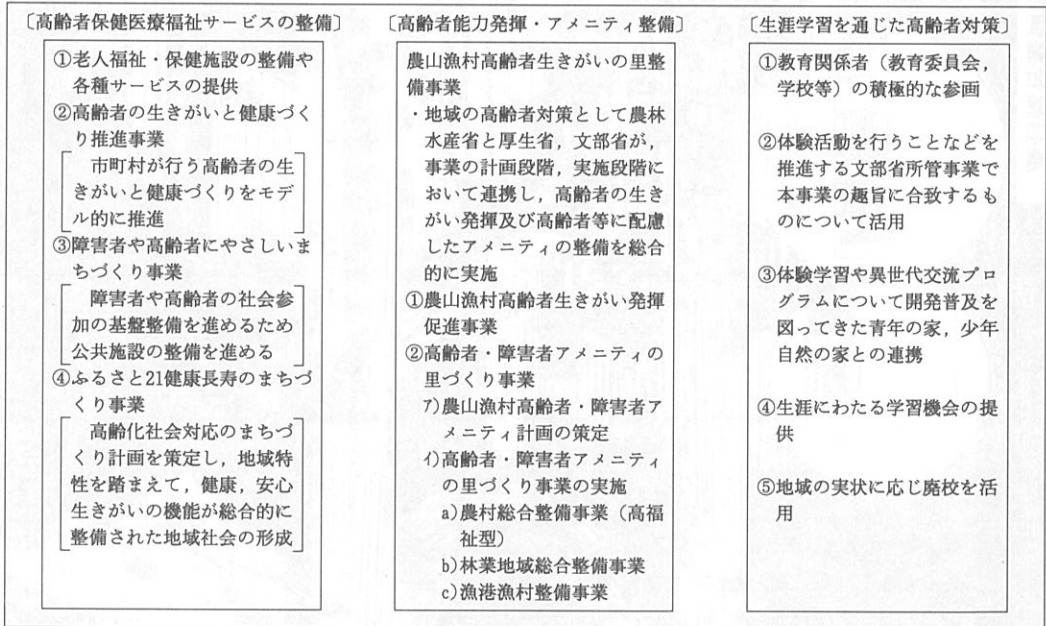 〔高齢者保健医療福祉サービスの整備〕
①老人福祉・保健施設の整備や
各種サービスの提供
②高齢者の生きがいと健康づく
り推進事業
市町村が行う高齢者の生
きがいと健康づくりをモデ
ル的に推進
③障害者や高齢者にやさしいま
ちづくり事業
障害者や高齢者の社会参
加の基盤整備を進めるため
公共施設の整備を進める
④ふるさと21健康長寿のまちづ
くり事業
高齢化社会対応のまちづ
くり計画を策定し，地域特
性を踏まえて，健康，安心
生きがいの機能が総合的に
整備された地域社会の形成
〔高齢者能力発揮・アメニティ整備〕
農山漁村高齢者生きがいの里整
備事業
・地域の高齢者対策として農林
水産省と厚生省，文部省が，
事業の計画段階，実施段階に
おいて連携し，高齢者の生き
がい発揮及び高齢者等に配慮
したアメニティの整備を総合
的に実施
①農山漁村高齢者生きがい発揮
促進事業
②高齢者・障害者アメニティの
里づくり事業
ｱ)農山漁村高齢者・障害者ア
メニティ計画の策定
ｲ)高齢者・障害者アメニティ
の里づくり事業の実施
a)農村総合整備事業（高福
祉型）
b)林業地域総合整備事業
c)漁港漁村整備事業
〔生涯学習を通じた高齢者対策〕
①教育関係者（教育委員会，
学校等）の積極的な参画
②体験活動を行うことなどを
推進する文部省所管事業で
本事業の趣旨に合致するも
のについて活用
③体験学習や異世代交流プロ
グラムについて開発普及を
図ってきた青年の家，少年
自然の家との連携
④生涯にわたる学習機会の提
供
⑤地域の実状に応じ廃校を活
用